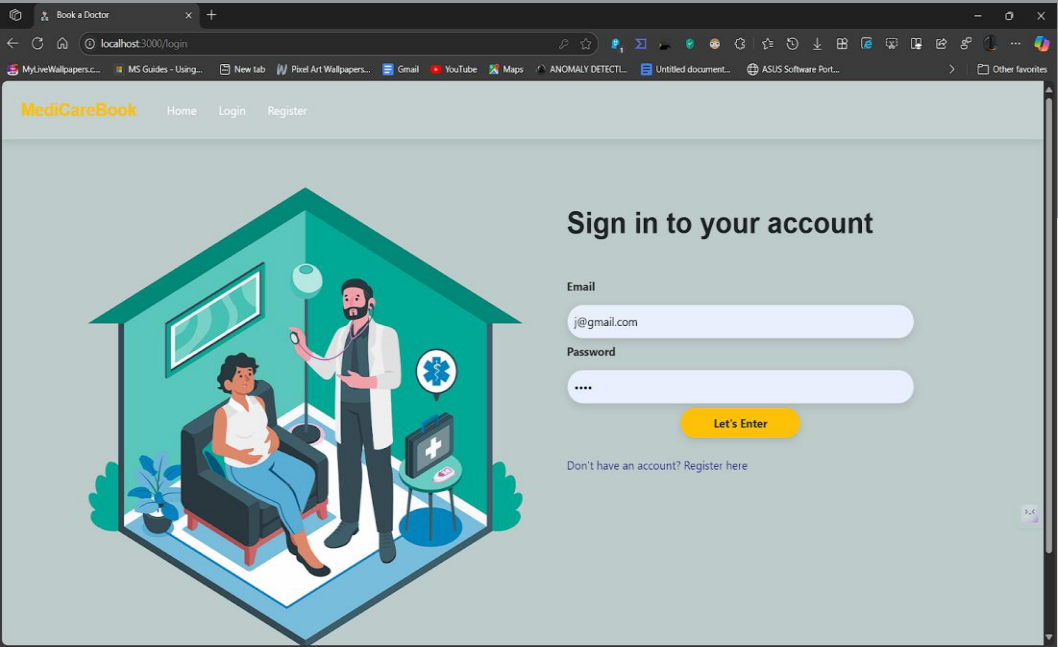 Book a Doctor
localhost:3000/login
MyLiveWallpapers.c... MS Guides - Using... New tab Pixel Art Wallpapers... Gmail YouTube Maps ANOMALY DETECTI... Untitled document... ASUS Software Port... Other favorites
MediCareBook Home Login Register
Sign in to your account
Email
j@gmail.com
Password
••••
Let's Enter
Don't have an account? Register here